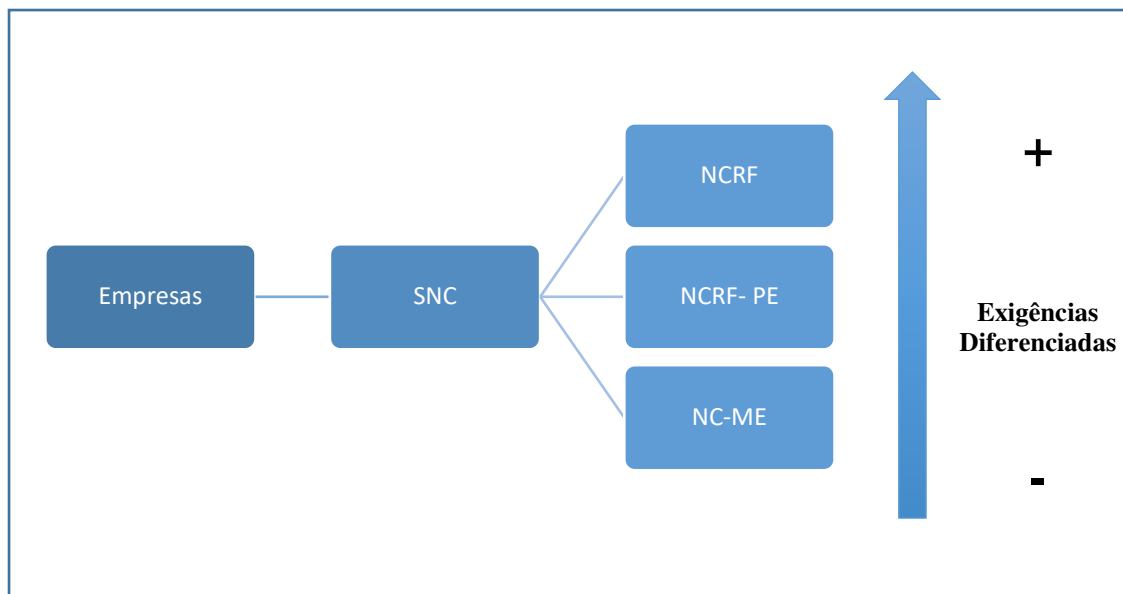 Empresas
SNC
NCRF
NCRF- PE
NC-ME
+
Exigências
Diferenciadas
-